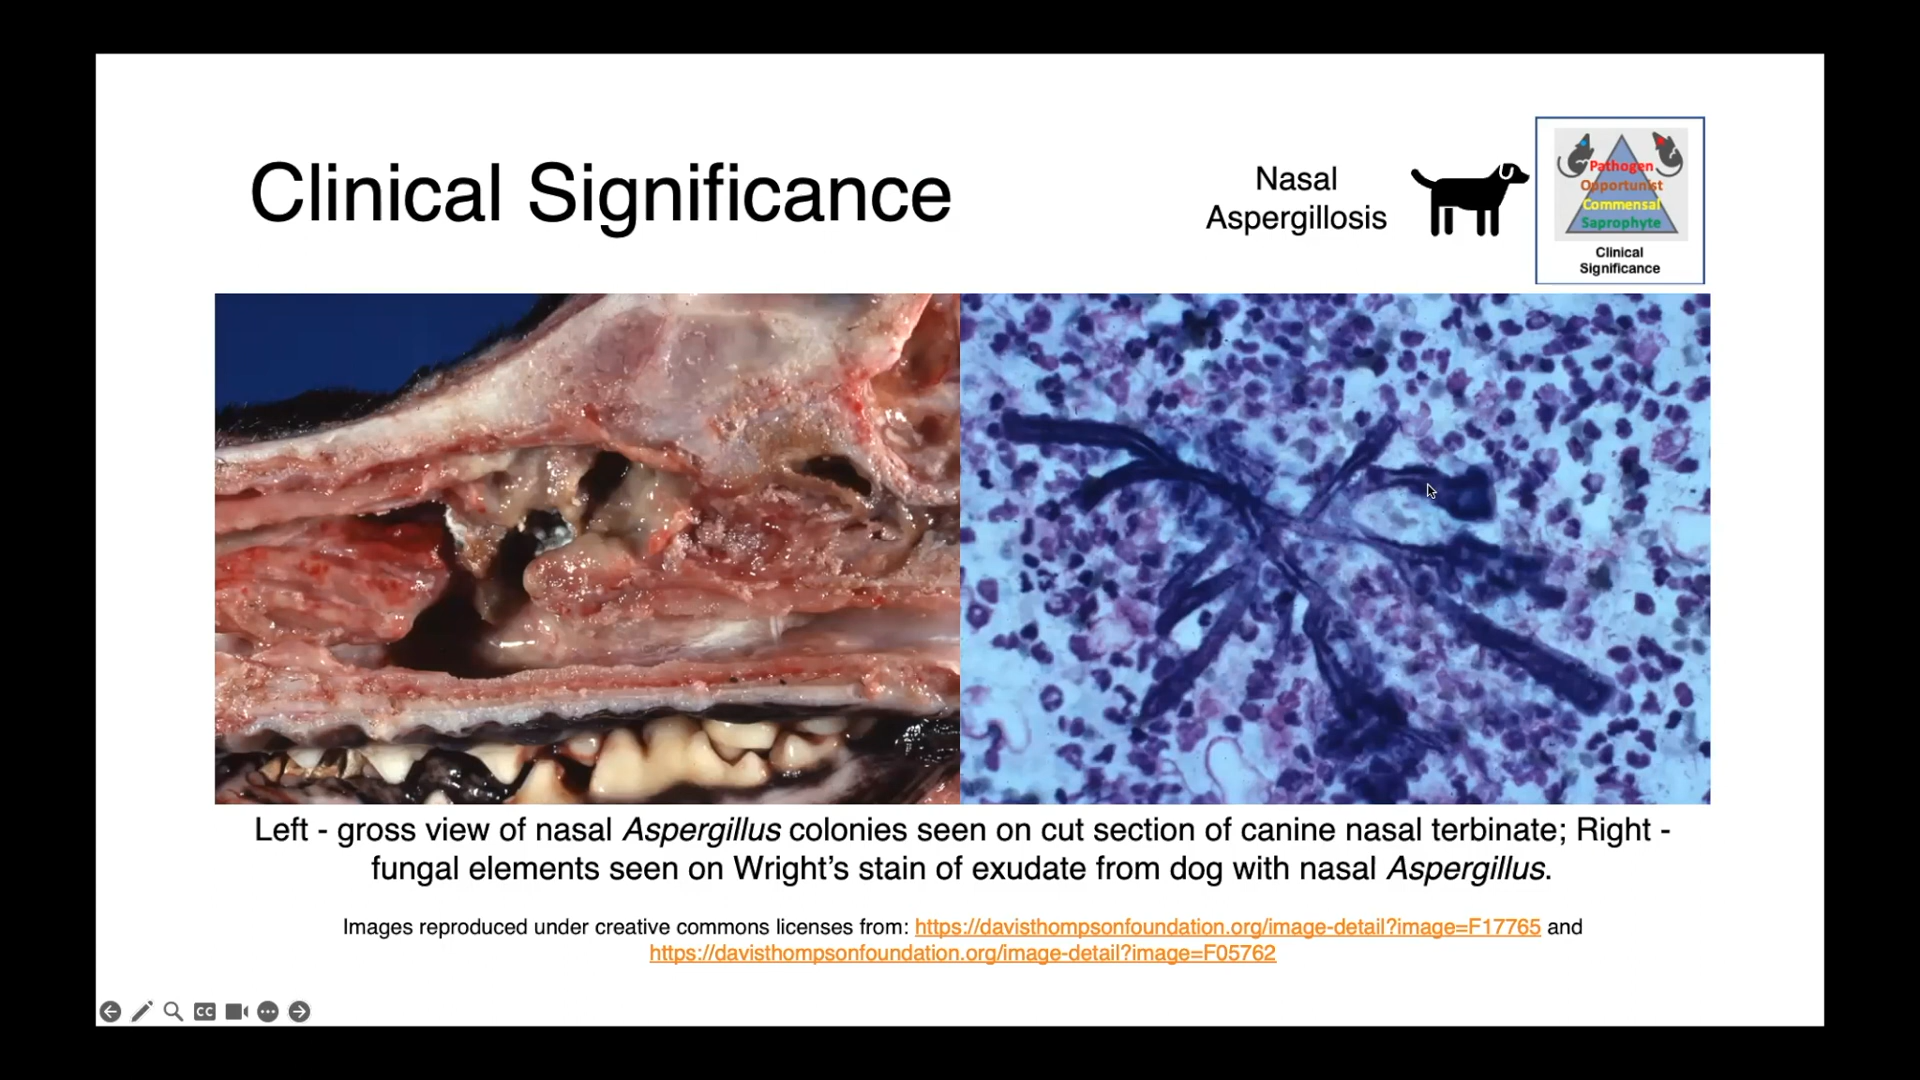 Clinical Significance
Nasal
Aspergillosis
Pathogen
Opportunist
Commensal
Saprophyte
Clinical
Significance
Left - gross view of nasal Aspergillus colonies seen on cut section of canine nasal terbinate; Right -
fungal elements seen on Wright’s stain of exudate from dog with nasal Aspergillus.
Images reproduced under creative commons licenses from: https://davisthompsonfoundation.org/image-detail?image=F17765 and
https://davisthompsonfoundation.org/image-detail?image=F05762
CC